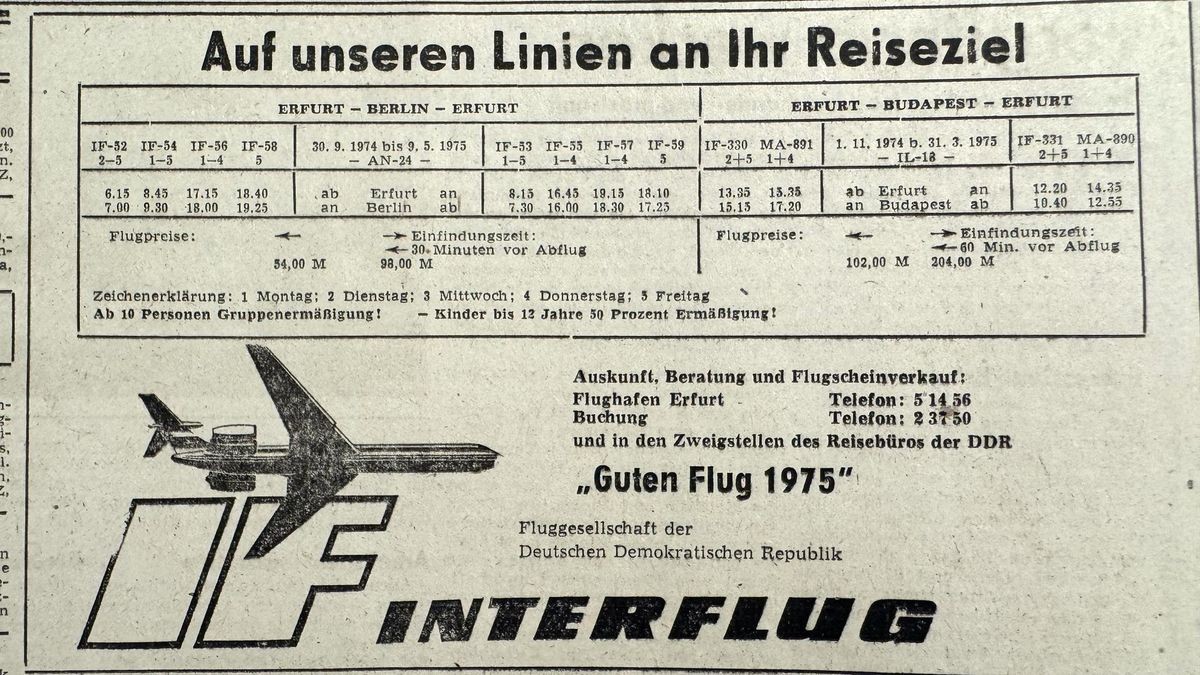 Auf unseren Linien an Ihr Reiseziel
ERFURT – BERLIN – ERFURT
IF-52 IF-54 IF-56 IF-58 30. 9. 1974 bis 9. 5. 1975 IF-53 IF-55 IF-57 IF-59
2–5 1–5 1–4 5 — AN-24 — 1–5 1–4 1–4 5
6.15 8.45 17.15 18.40 ab Erfurt an 8.15 16.45 19.15 18.10
7.00 9.30 18.00 19.25 an Berlin ab 7.30 16.00 18.30 17.25
Flugpreise: ← → Einfindungszeit:
← 30 Minuten vor Abflug
54,00 M 98,00 M
ERFURT – BUDAPEST – ERFURT
IF-330 MA-891 1. 11. 1974 b. 31. 3. 1975 IF-331 MA-890
2+5 1+4 — IL-18 — 2+5 1+4
13.35 15.35 ab Erfurt an 12.20 14.35
15.15 17.20 an Budapest ab 10.40 12.55
Flugpreise: ← → Einfindungszeit:
← 60 Min. vor Abflug
102,00 M 204,00 M
Zeichenerklärung: 1 Montag; 2 Dienstag; 3 Mittwoch; 4 Donnerstag; 5 Freitag
Ab 10 Personen Gruppenermäßigung! – Kinder bis 12 Jahre 50 Prozent Ermäßigung!
Auskunft, Beratung und Flugscheinverkauf:
Flughafen Erfurt Telefon: 5 14 56
Buchung Telefon: 2 37 50
und in den Zweigstellen des Reisebüros der DDR
„Guten Flug 1975"
Fluggesellschaft der
Deutschen Demokratischen Republik
IF
INTERFLUG